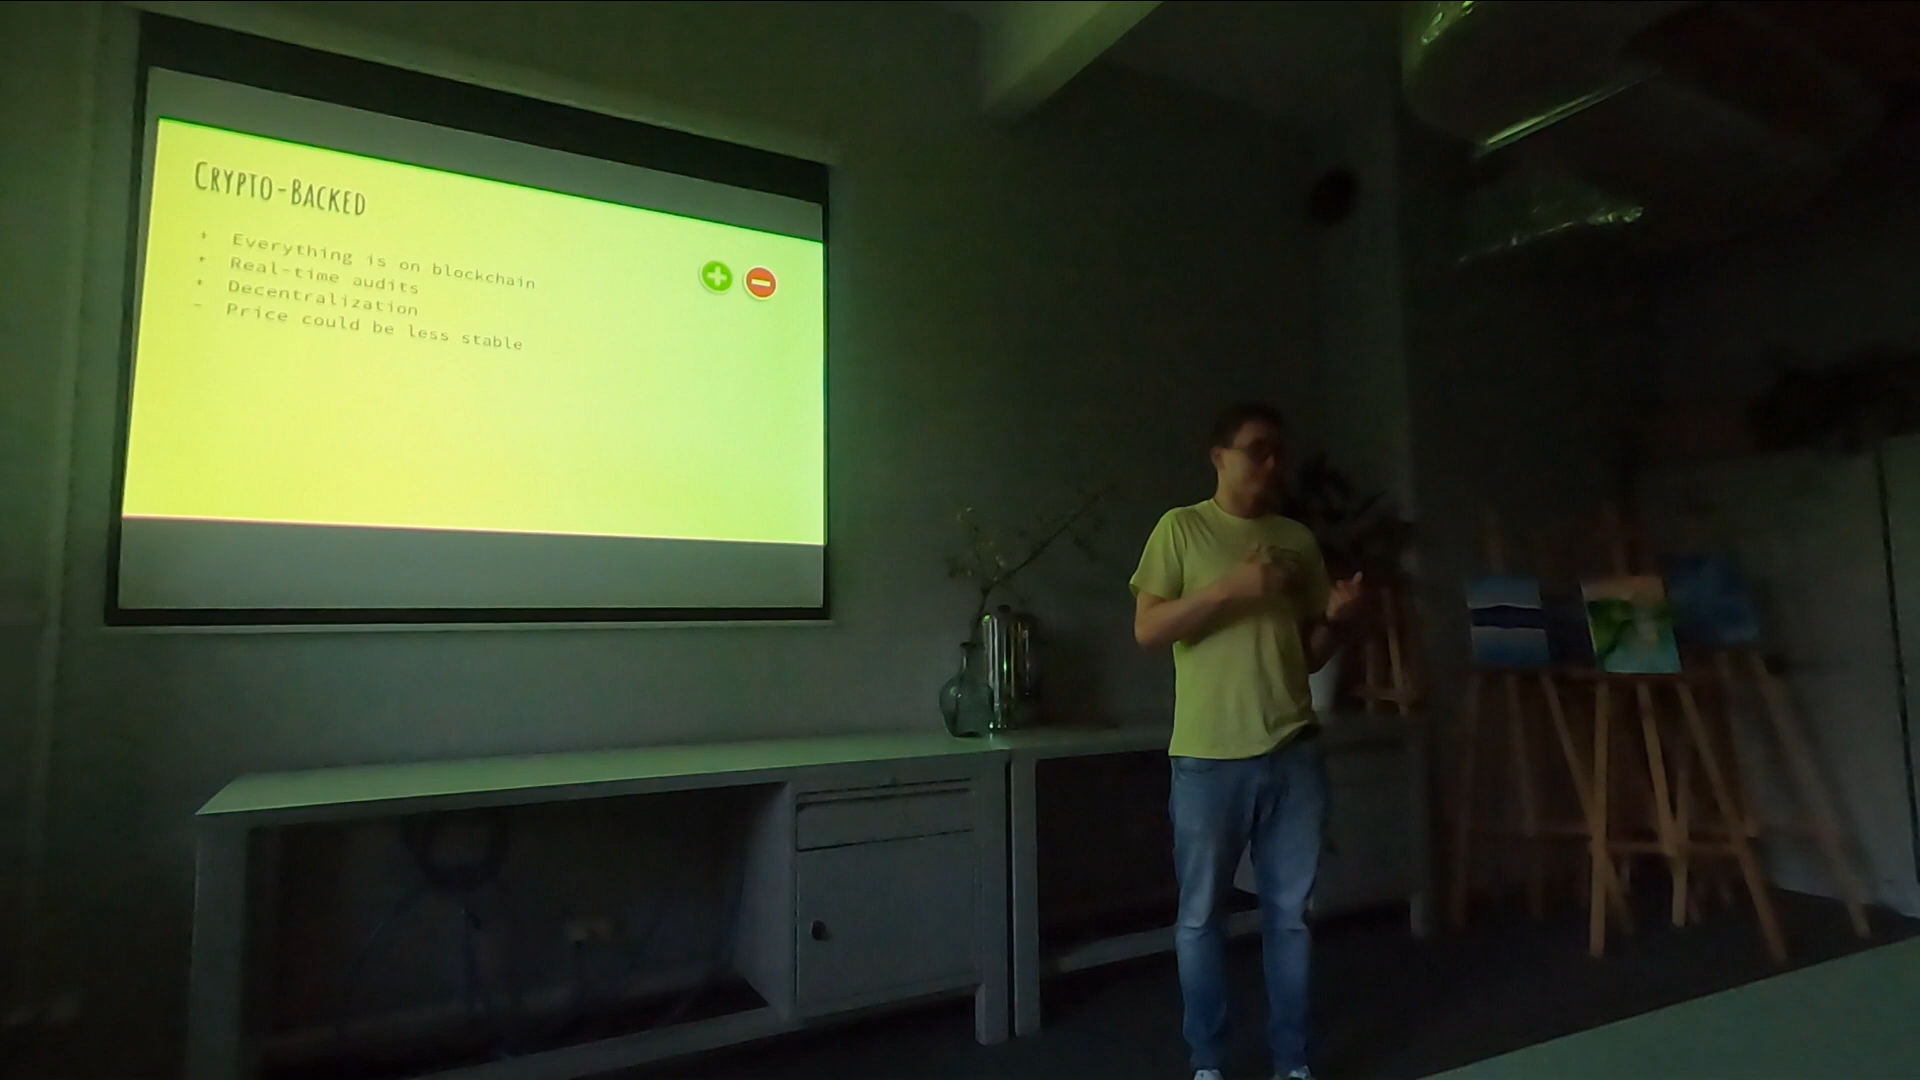 Crypto-Backed
+ Everything is on blockchain
+ Real-time audits
+ Decentralization
- Price could be less stable